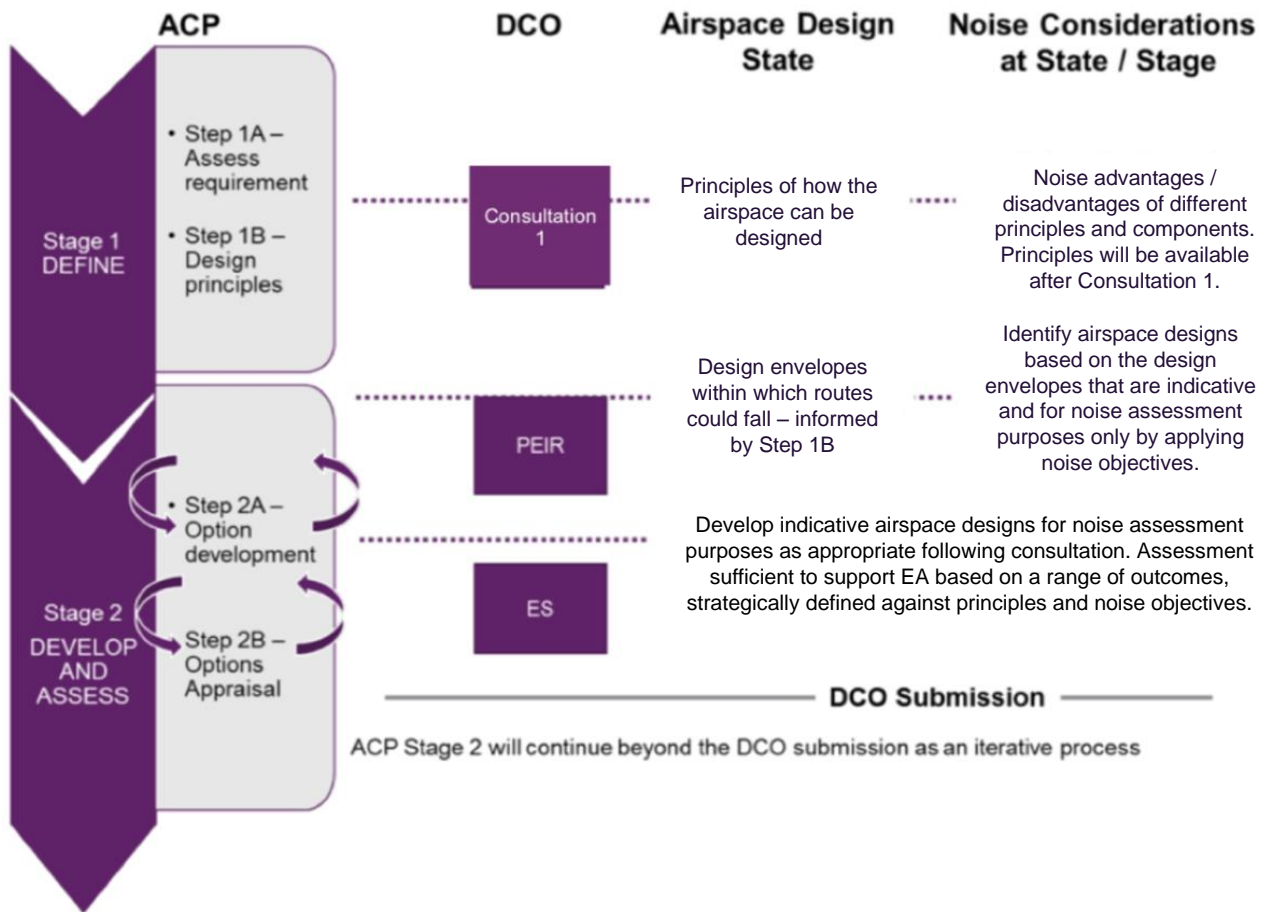 ACP
DCO
Airspace Design
State
Noise Considerations
at State / Stage
Stage 1
DEFINE
• Step 1A –
Assess
requirement
• Step 1B –
Design
principles
Consultation
1
Principles of how the
airspace can be
designed
Noise advantages /
disadvantages of different
principles and components.
Principles will be available
after Consultation 1.
PEIR
Design envelopes
within which routes
could fall – informed
by Step 1B
Identify airspace designs
based on the design
envelopes that are indicative
and for noise assessment
purposes only by applying
noise objectives.
Stage 2
DEVELOP
AND
ASSESS
• Step 2A –
Option
development
Step 2B –
Options
Appraisal
ES
Develop indicative airspace designs for noise assessment
purposes as appropriate following consultation. Assessment
sufficient to support EA based on a range of outcomes,
strategically defined against principles and noise objectives.
DCO Submission
ACP Stage 2 will continue beyond the DCO submission as an iterative process